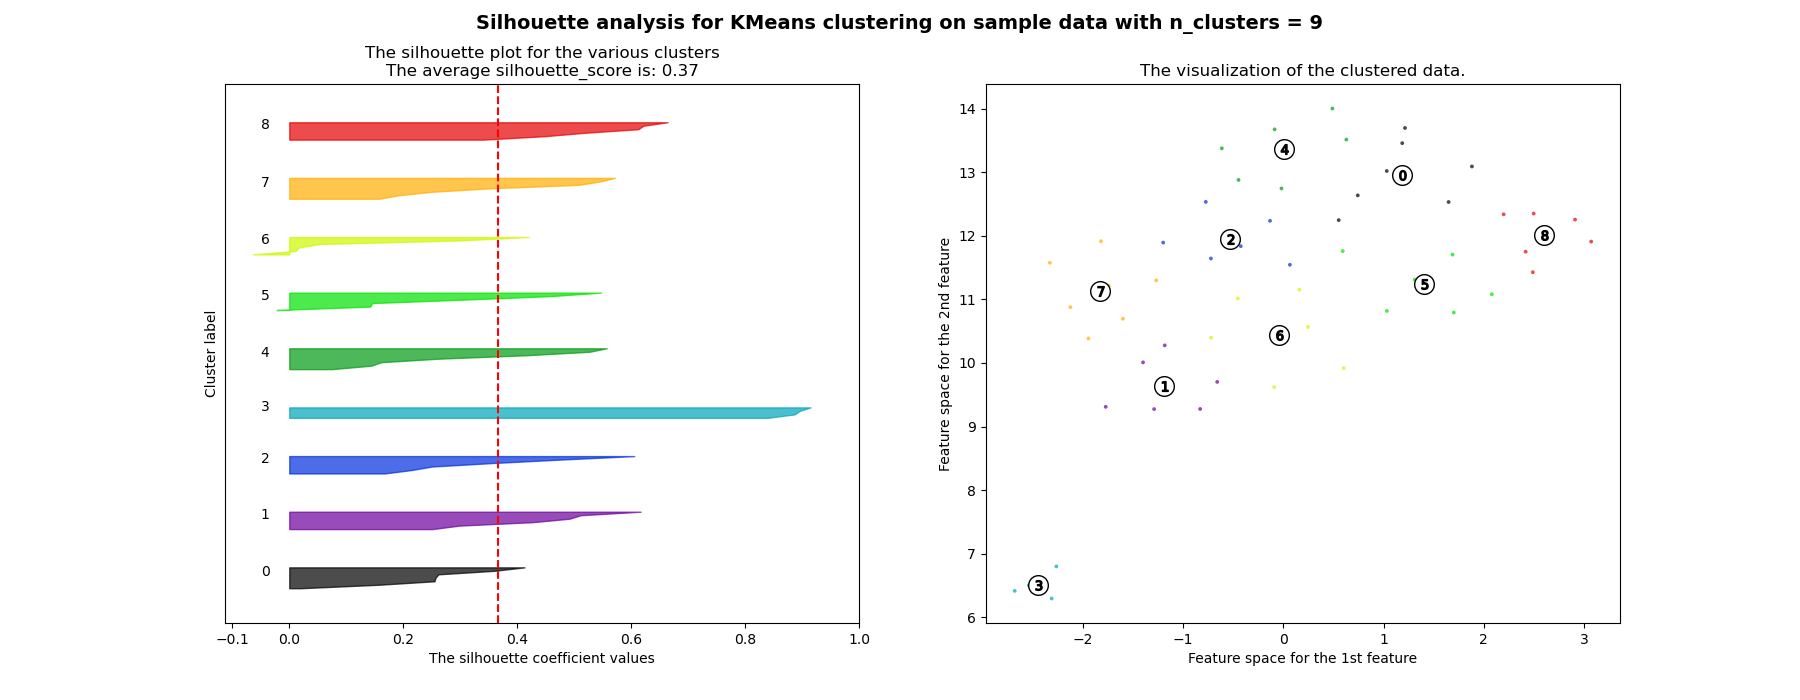 Silhouette analysis for KMeans clustering on sample data with n_clusters = 9
The silhouette plot for the various clusters
The average silhouette_score is: 0.37
Cluster label
8
7
6
5
4
3
2
1
0
−0.1 0.0 0.2 0.4 0.6 0.8 1.0
The silhouette coefficient values
The visualization of the clustered data.
Feature space for the 2nd feature
14
13
12
11
10
9
8
7
6
4
0
2
8
5
7
6
1
3
−2 −1 0 1 2 3
Feature space for the 1st feature